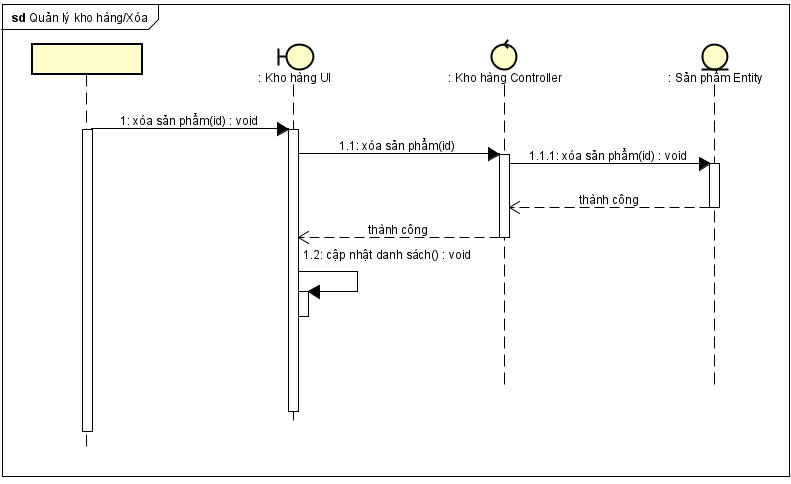 sd Quản lý kho hàng/Xóa
: Kho hàng UI
: Kho hàng Controller
: Sản phẩm Entity
1: xóa sản phẩm(id) : void
1.1: xóa sản phẩm(id)
1.1.1: xóa sản phẩm(id) : void
thành công
thành công
1.2: cập nhật danh sách() : void